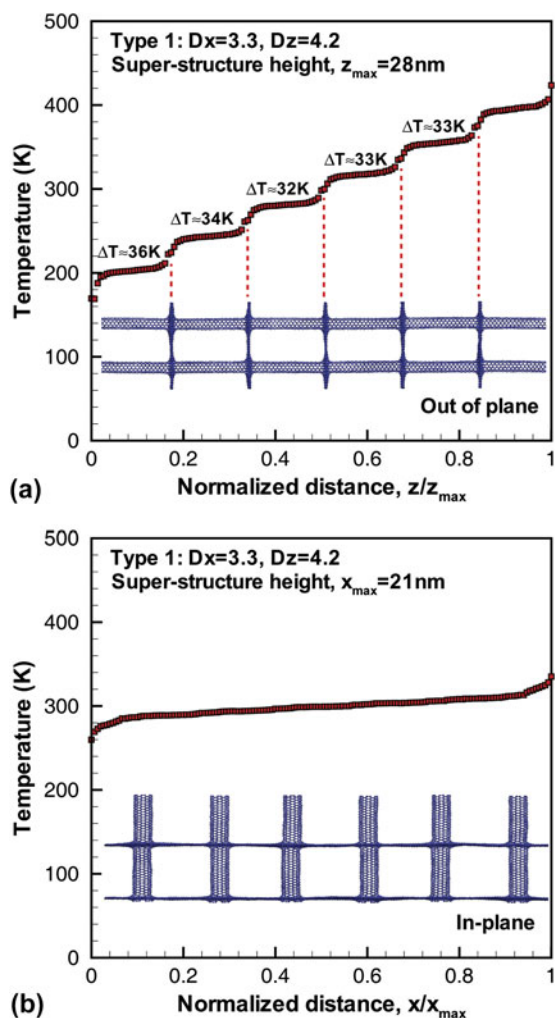 500
Type 1: Dx=3.3, Dz=4.2
Super-structure height, zmax=28nm
400
ΔT≈33K
ΔT≈33K
ΔT≈32K
300
ΔT≈34K
ΔT≈36K
200
100
Out of plane
0
0 0.2 0.4 0.6 0.8 1
Temperature (K)
(a) Normalized distance, z/zmax
500
Type 1: Dx=3.3, Dz=4.2
Super-structure height, xmax=21nm
400
300
200
100
In-plane
0
0 0.2 0.4 0.6 0.8 1
Temperature (K)
(b) Normalized distance, x/xmax